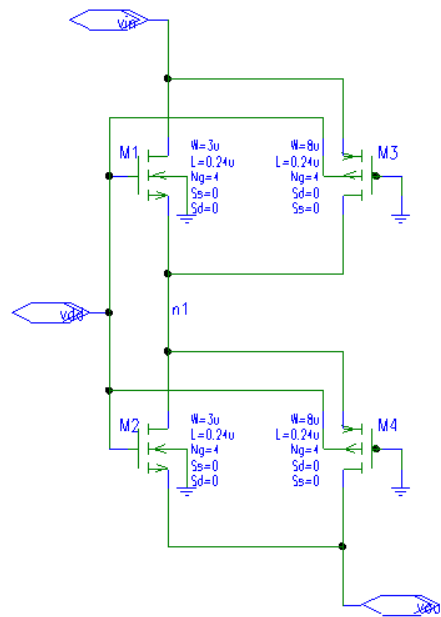 vin
M1
W=3u
L=0.24u
Ng=4
Ss=0
Sd=0
W=8u
L=0.24u
Ng=4
Ss=0
Sd=0
M3
vdd
n1
M2
W=3u
L=0.24u
Ng=4
Ss=0
Sd=0
W=8u
L=0.24u
Ng=4
Ss=0
Sd=0
M4